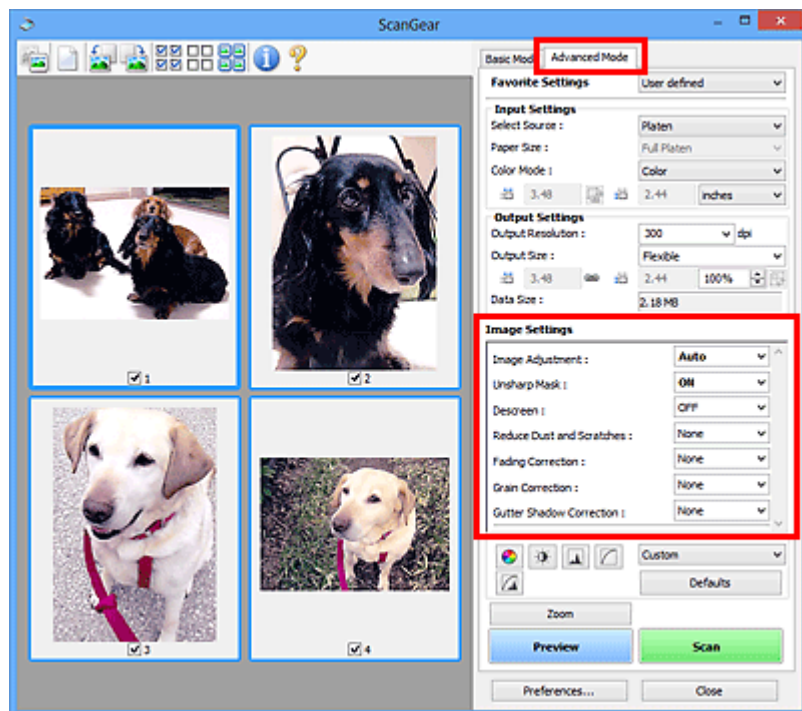 ScanGear
Basic Mode Advanced Mode
Favorite Settings User defined
Input Settings
Select Source : Platen
Paper Size : Full Platen
Color Mode : Color
3.48 2.44 inches
Output Settings
Output Resolution : 300 dpi
Output Size : Flexible
3.48 2.44 100%
Data Size : 2.18 MB
Image Settings
Image Adjustment : Auto
Unsharp Mask : ON
Descreen : OFF
Reduce Dust and Scratches : None
Fading Correction : None
Grain Correction : None
Gutter Shadow Correction : None
1
2
3
4
Custom
Defaults
Zoom
Preview Scan
Preferences... Close